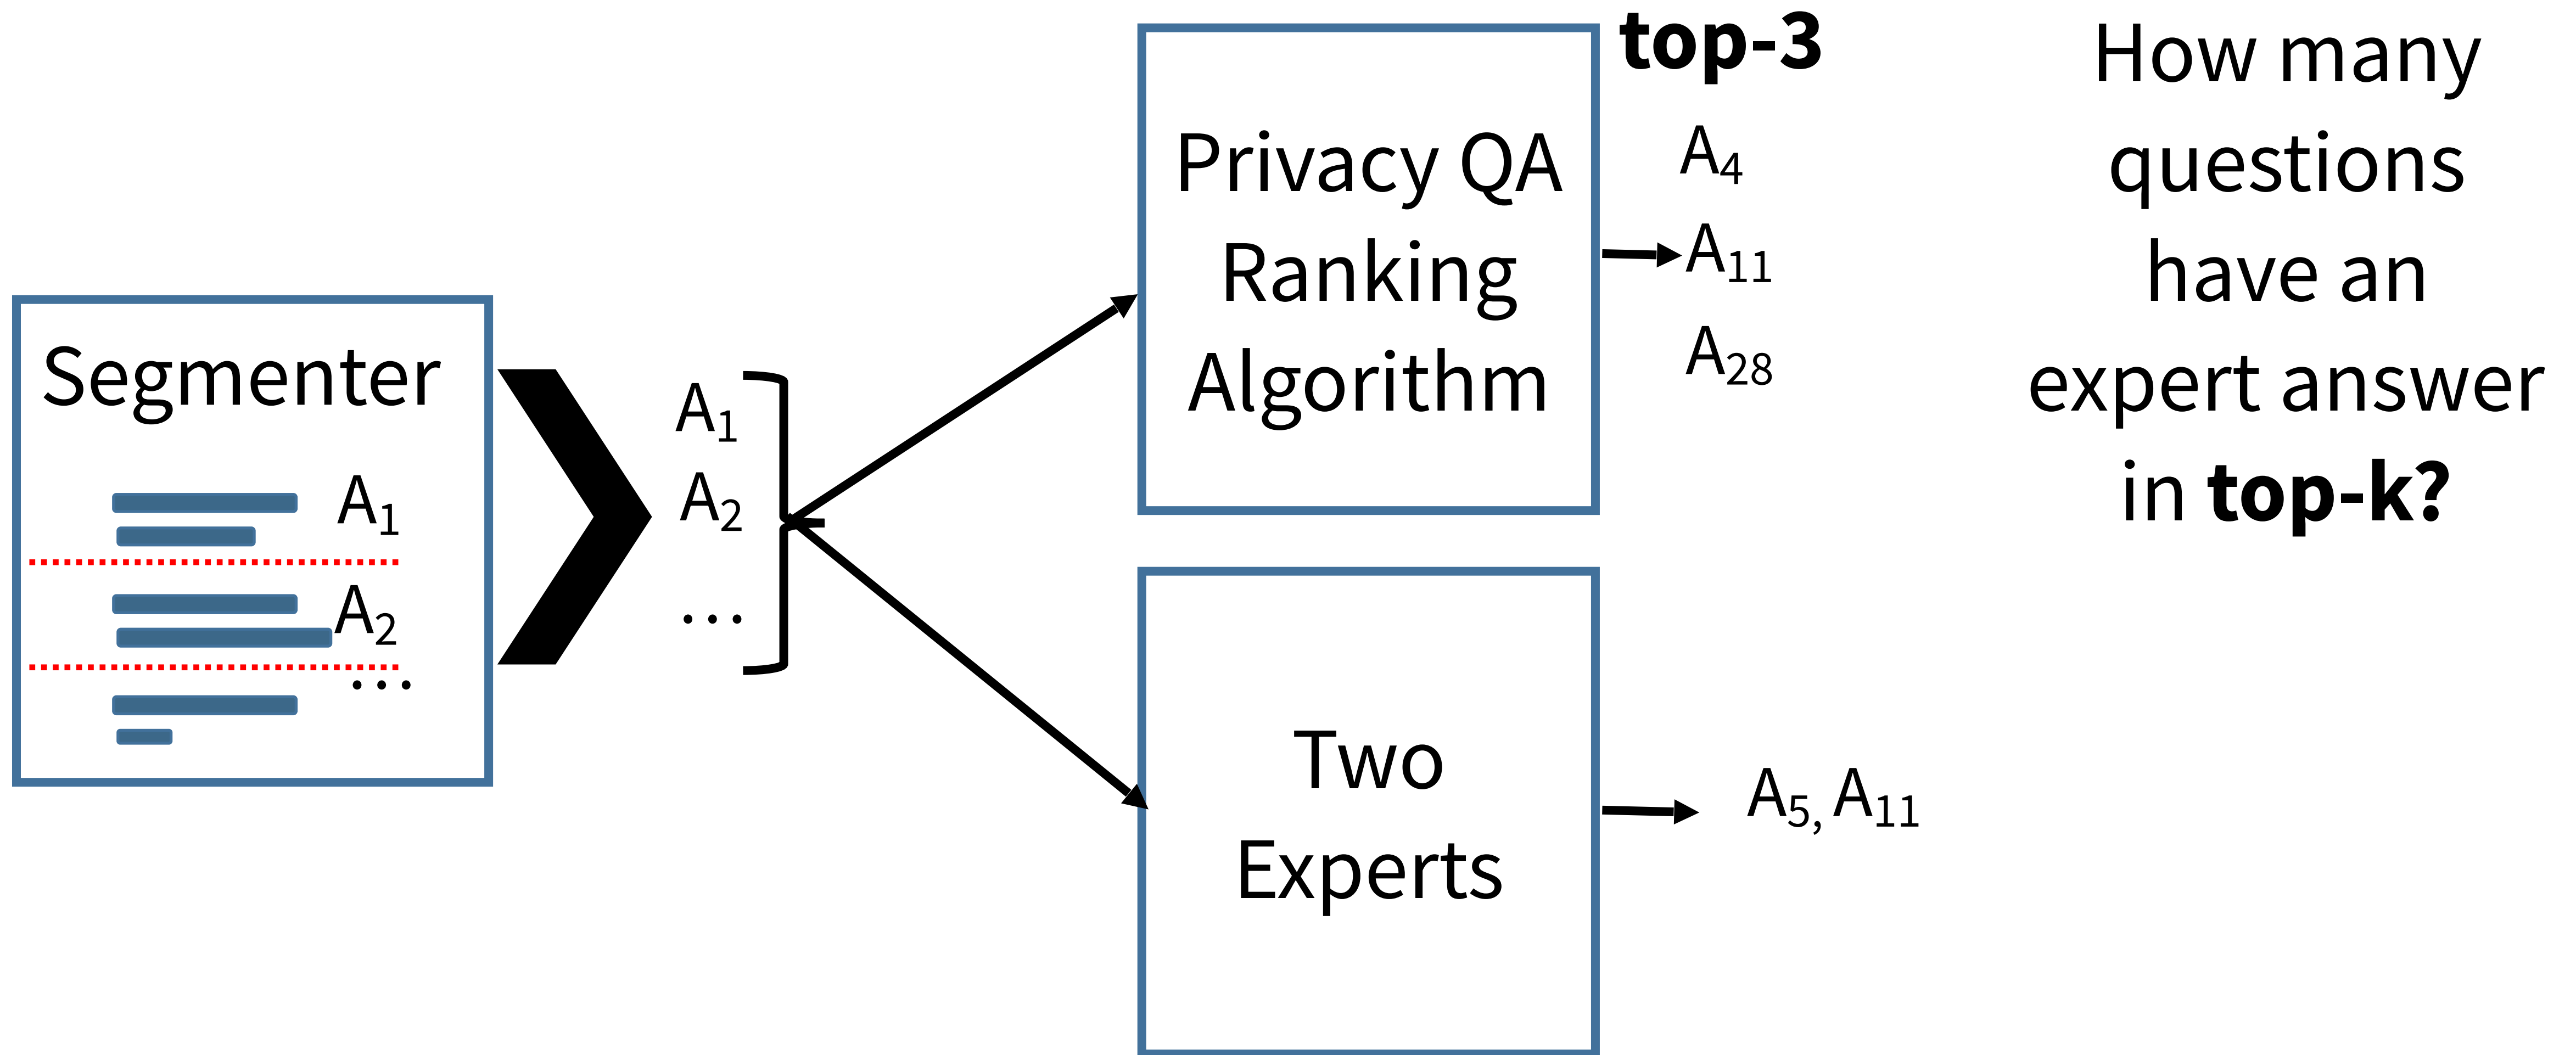 Segmenter
A₁
A₂
...
A₁
A₂
...
Privacy QA
Ranking
Algorithm
top-3
A₄
A₁₁
A₂₈
Two
Experts
A₅, A₁₁
How many
questions
have an
expert answer
in top-k?